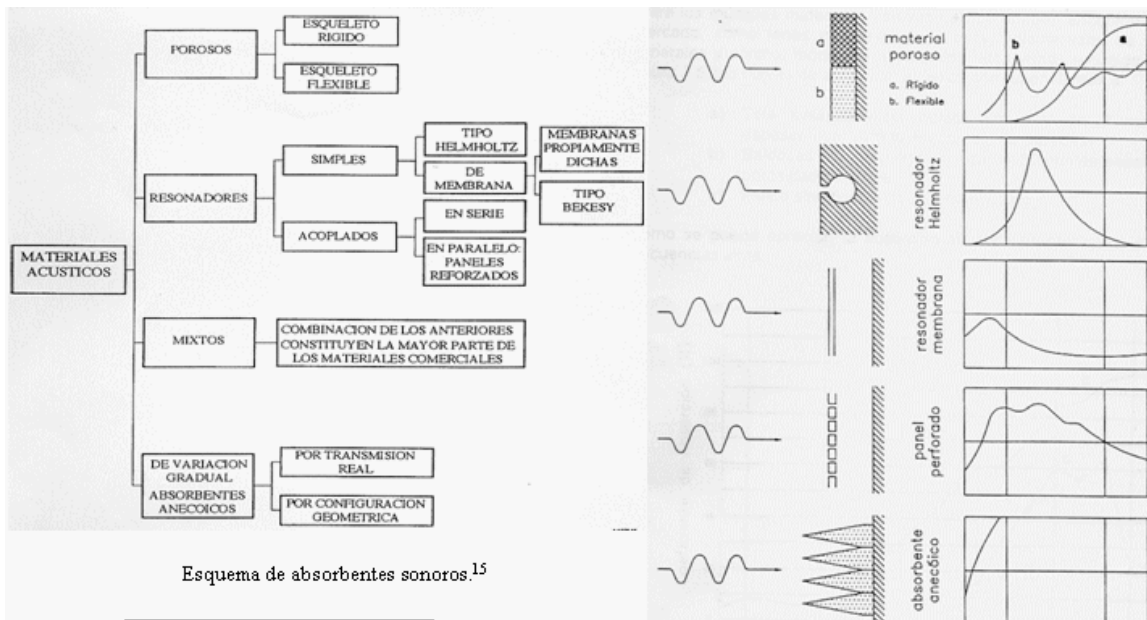 POROSOS
ESQUELETO
RIGIDO
ESQUELETO
FLEXIBLE
RESONADORES
SIMPLES
TIPO
HELMHOLTZ
DE
MEMBRANA
MEMBRANAS
PROPIAMENTE
DICHAS
TIPO
BEKESY
ACOPLADOS
EN SERIE
EN PARALELO:
PANELES
REFORZADOS
MATERIALES
ACUSTICOS
MIXTOS
COMBINACION DE LOS ANTERIORES
CONSTITUYEN LA MAYOR PARTE DE
LOS MATERIALES COMERCIALES
DE VARIACION
GRADUAL
ABSORBENTES
ANECOICOS
POR TRANSMISION
REAL
POR CONFIGURACION
GEOMETRICA
Esquema de absorbentes sonoros.15
a
b
material
poroso
a. Rígido
b. Flexible
b
a
resonador
Helmholtz
resonador
membrana
panel
perforado
absorbente
anecóico